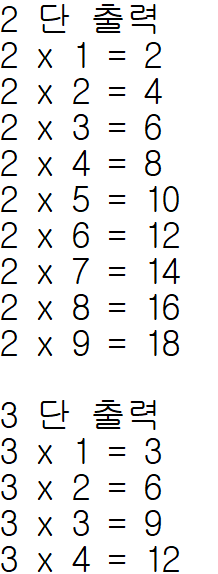 2 단 출력
2 x 1 = 2
2 x 2 = 4
2 x 3 = 6
2 x 4 = 8
2 x 5 = 10
2 x 6 = 12
2 x 7 = 14
2 x 8 = 16
2 x 9 = 18

3 단 출력
3 x 1 = 3
3 x 2 = 6
3 x 3 = 9
3 x 4 = 12